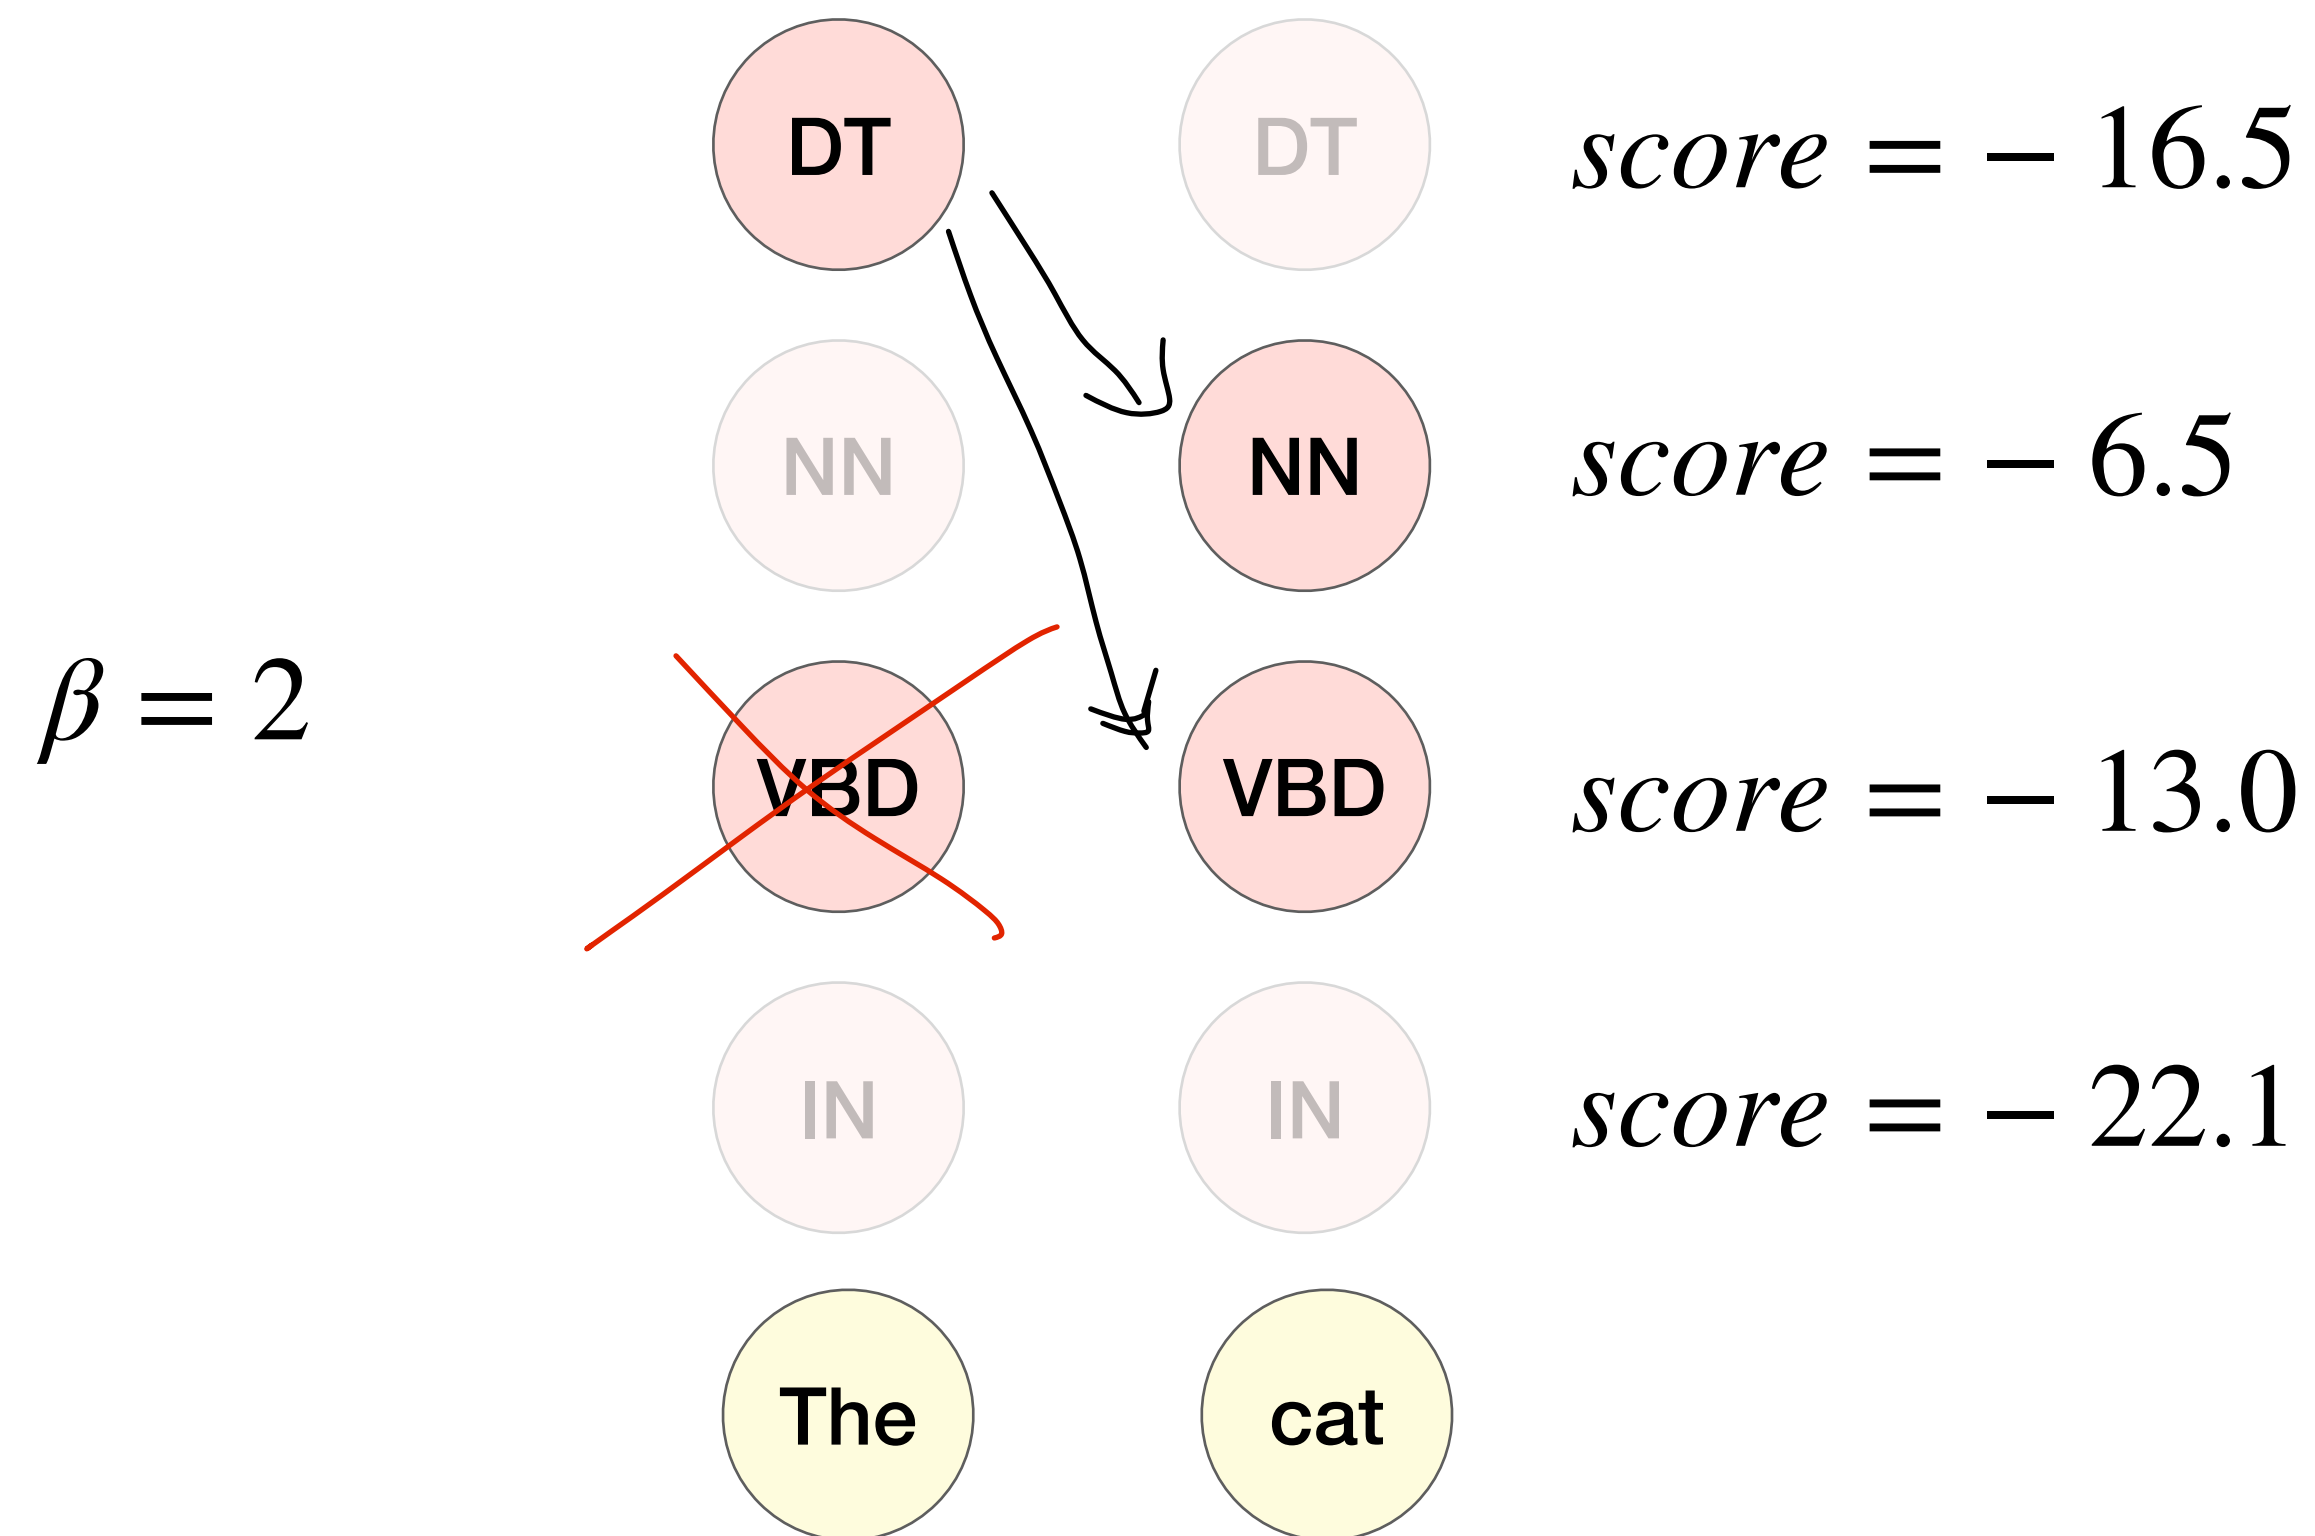 DT DT score = − 16.5
NN NN score = − 6.5
β = 2
VBD VBD score = − 13.0
IN IN score = − 22.1
The cat